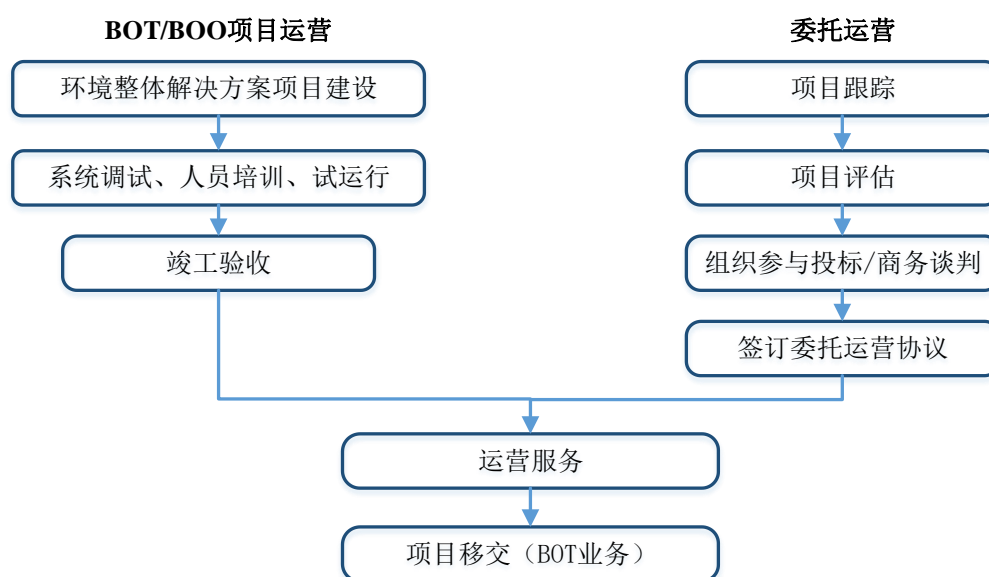 BOT/BOO项目运营
环境整体解决方案项目建设
系统调试、人员培训、试运行
竣工验收
委托运营
项目跟踪
项目评估
组织参与投标/商务谈判
签订委托运营协议
运营服务
项目移交（BOT业务）